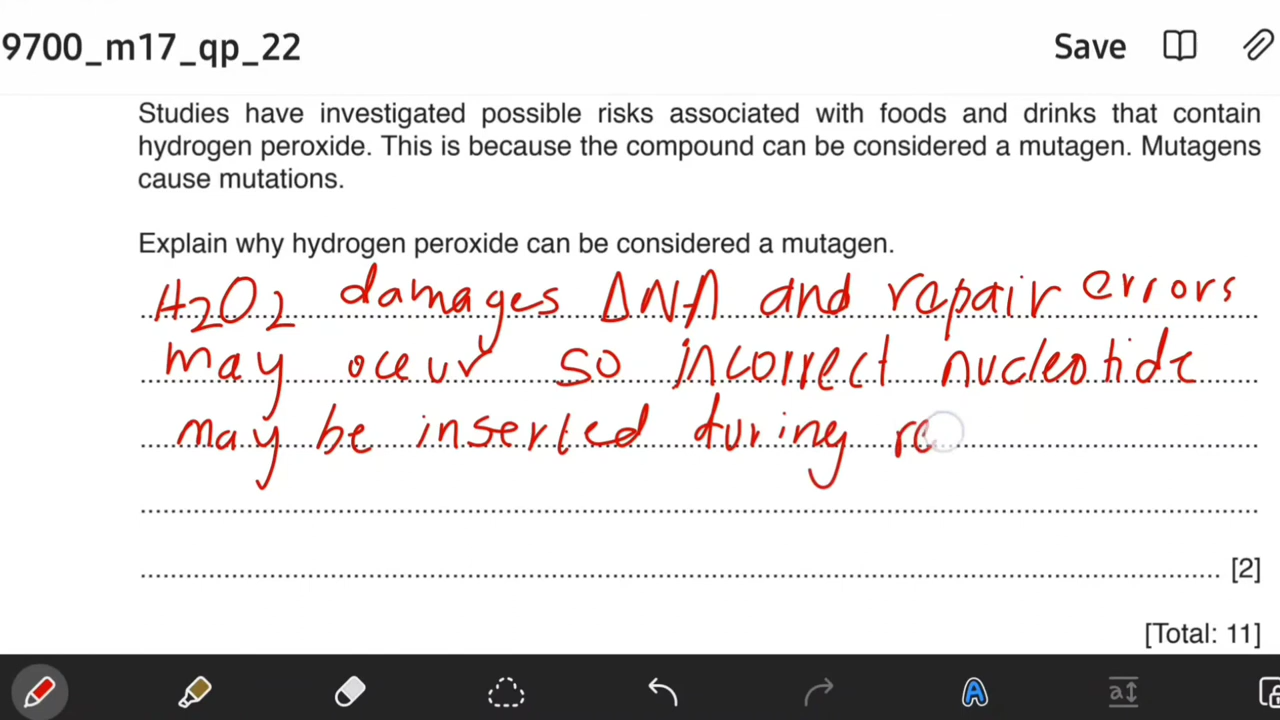 9700_m17_qp_22
Save
Studies have investigated possible risks associated with foods and drinks that contain
hydrogen peroxide. This is because the compound can be considered a mutagen. Mutagens
cause mutations.
Explain why hydrogen peroxide can be considered a mutagen.
H2O2 damages DNA and repair errors
may occur so incorrect nucleotide
may be inserted during re
[2]
[Total: 11]
A
a